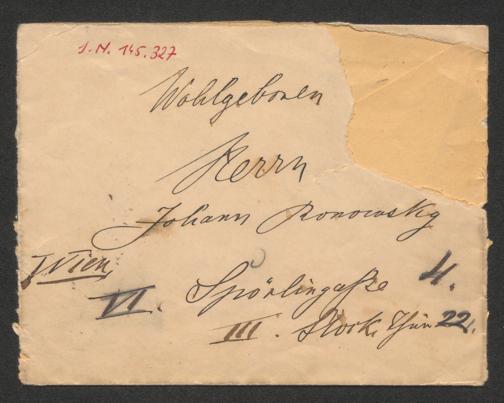 I.N. 145.327
Wohlgeboren
Herrn
Johann Ronowsky
Wien
VI. Spörlingasse 4.
III. Stock. Thür 22.